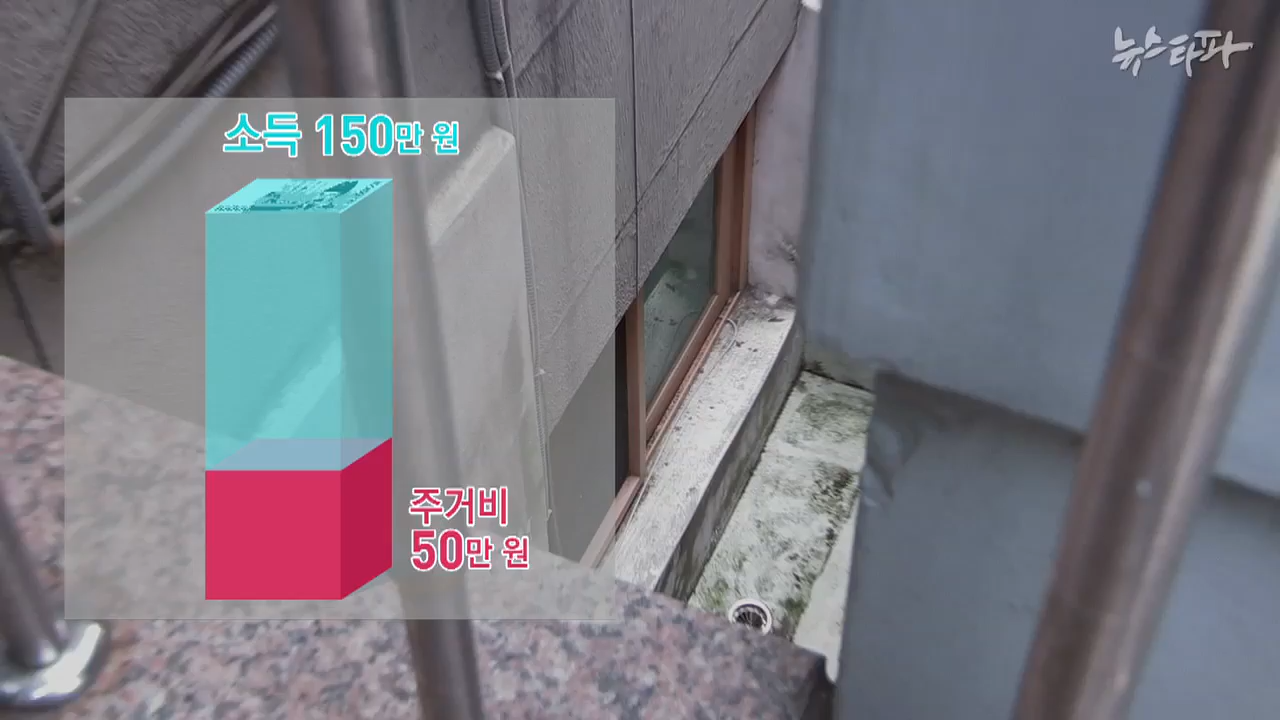 뉴스타파
소득 150만 원
주거비
50만 원